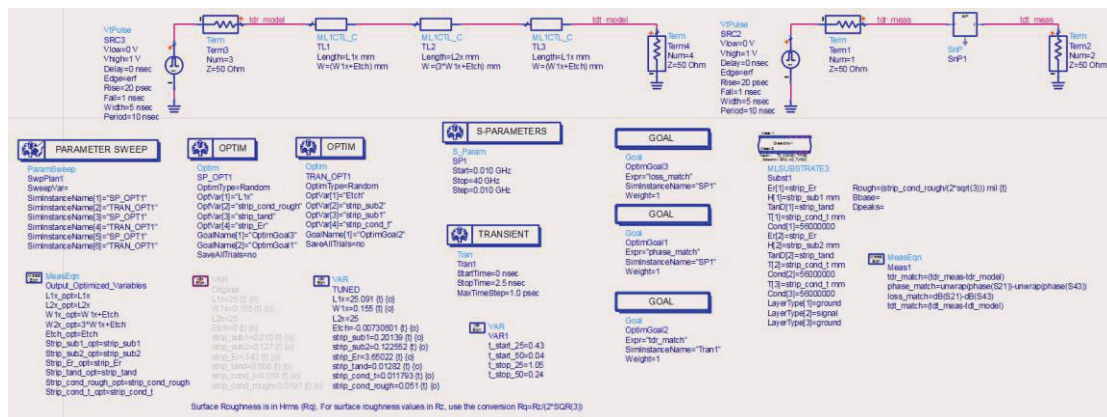 VtPulse
SRC3
Vlow=0 V
Vhigh=1 V
Delay=0 nsec
Edge=erf
Rise=20 psec
Fall=1 nsec
Width=5 nsec
Period=10 nsec
tdr_model
Term
Term3
Num=3
Z=50 Ohm
ML1CTL_C
TL1
Length=L1x mm
W=(W1x+Etch) mm
ML1CTL_C
TL2
Length=L2x mm
W=(3*W1x+Etch) mm
ML1CTL_C
TL3
Length=L1x mm
W=(W1x+Etch) mm
tdt_model
Term
Term4
Num=4
Z=50 Ohm
VtPulse
SRC2
Vlow=0 V
Vhigh=1 V
Delay=0 nsec
Edge=erf
Rise=20 psec
Fall=1 nsec
Width=5 nsec
Period=10 nsec
tdr_meas
Term
Term1
Num=1
Z=50 Ohm
SnP
SnP1
tdt_meas
Term
Term2
Num=2
Z=50 Ohm
PARAMETER SWEEP
ParamSweep
SwpPlan1
SweepVar=
SimInstanceName[1]="SP_OPT1"
SimInstanceName[2]="TRAN_OPT1"
SimInstanceName[3]="SP_OPT1"
SimInstanceName[4]="TRAN_OPT1"
SimInstanceName[5]="SP_OPT1"
SimInstanceName[6]="TRAN_OPT1"
OPTIM
Optim
SP_OPT1
OptimType=Random
OptVar[1]="L1x"
OptVar[2]="strip_cond_rough"
OptVar[3]="strip_tand"
OptVar[4]="strip_Er"
GoalName[1]="OptimGoal3"
GoalName[2]="OptimGoal1"
SaveAllTrials=no
OPTIM
Optim
TRAN_OPT1
OptimType=Random
OptVar[1]="Etch"
OptVar[2]="strip_sub2"
OptVar[3]="strip_sub1"
OptVar[4]="strip_cond_t"
GoalName[1]="OptimGoal2"
SaveAllTrials=no
S-PARAMETERS
S_Param
SP1
Start=0.010 GHz
Stop=40 GHz
Step=0.010 GHz
TRANSIENT
Tran
Tran1
StartTime=0 nsec
StopTime=2.5 nsec
MaxTimeStep=1.0 psec
GOAL
Goal
OptimGoal3
Expr="loss_match"
SimInstanceName="SP1"
Weight=1
GOAL
Goal
OptimGoal1
Expr="phase_match"
SimInstanceName="SP1"
Weight=1
GOAL
Goal
OptimGoal2
Expr="tdr_match"
SimInstanceName="Tran1"
Weight=1
MLSUBSTRATE3
Subst1
Er[1]=strip_Er
H[1]=strip_sub1 mm
TanD[1]=strip_tand
T[1]=strip_cond_t mm
Cond[1]=56000000
Er[2]=strip_Er
H[2]=strip_sub2 mm
TanD[2]=strip_tand
T[2]=strip_cond_t mm
Cond[2]=56000000
T[3]=strip_cond_t mm
Cond[3]=56000000
LayerType[1]=ground
LayerType[2]=signal
LayerType[3]=ground
Rough=(strip_cond_rough/(2*sqrt(3))) mil {t}
Bbase=
Dpeaks=
MeasEqn
Output_Optimized_Variables
L1x_opt=L1x
L2x_opt=L2x
W1x_opt=W1x+Etch
W2x_opt=3*W1x+Etch
Etch_opt=Etch
Strip_sub1_opt=strip_sub1
Strip_sub2_opt=strip_sub2
Strip_Er_opt=strip_Er
Strip_tand_opt=strip_tand
Strip_cond_rough_opt=strip_cond_rough
Strip_cond_t_opt=strip_cond_t
VAR
Original
L1x=25 {t} {o}
W1x=0.155 {t} {o}
L2x=25
Etch=0 {t} {o}
strip_sub1=0.210 {t} {o}
strip_sub2=0.127 {t} {o}
strip_Er=3.42 {t} {o}
VAR
TUNED
L1x=25.091 {t} {o}
W1x=0.155 {t} {o}
L2x=25
Etch=-0.00730601 {t} {o}
strip_sub1=0.20139 {t} {o}
strip_sub2=0.122552 {t} {o}
strip_Er=3.65022 {t} {o}
strip_tand=0.01282 {t} {o}
strip_cond_t=0.011793 {t} {o}
strip_cond_rough=0.051 {t} {o}
VAR
VAR1
t_start_25=0.43
t_start_50=0.04
t_stop_25=1.05
t_stop_50=0.24
MeasEqn
Meas1
tdr_match=(tdr_meas-tdr_model)
phase_match=unwrap(phase(S21))-unwrap(phase(S43))
loss_match=dB(S21)-dB(S43)
tdt_match=(tdt_meas-tdt_model)
Surface Roughness is in Hrms (Rq), For surface roughness values in Rz, use the conversion Rq=Rz/(2*SQR(3))